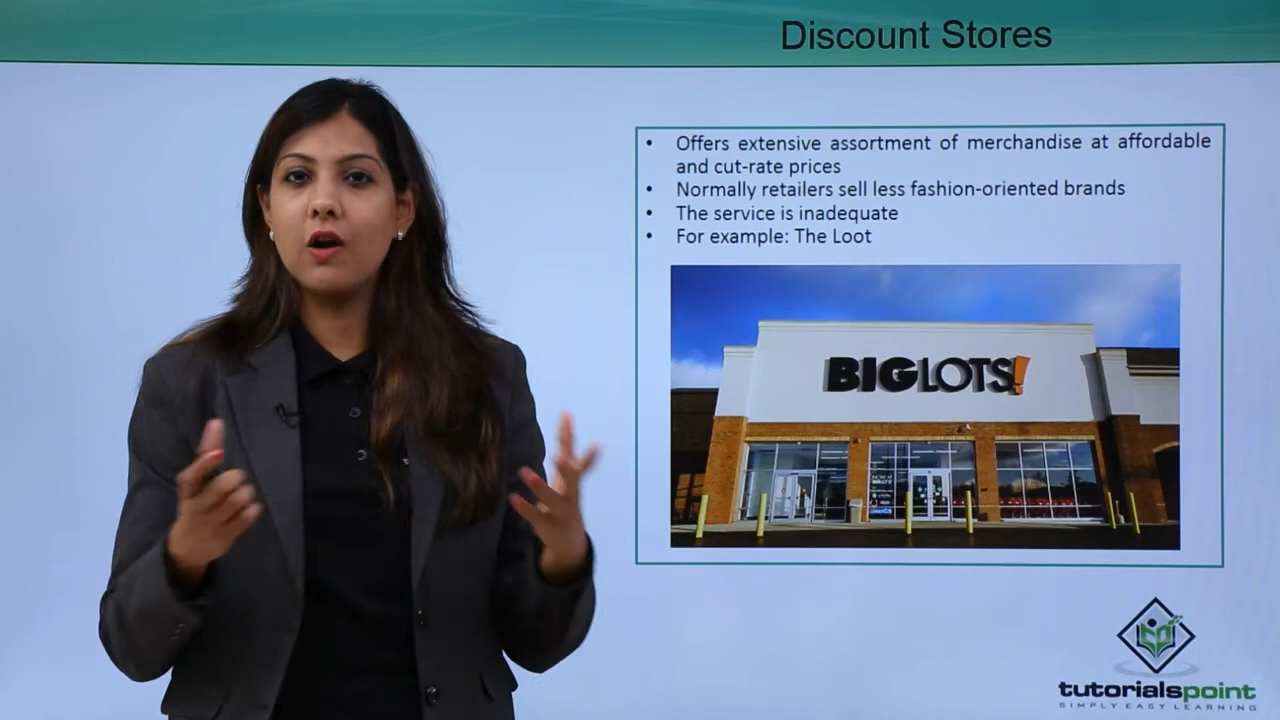 Discount Stores
• Offers extensive assortment of merchandise at affordable
and cut-rate prices
• Normally retailers sell less fashion-oriented brands
• The service is inadequate
• For example: The Loot
BIGLOTS!
tutorialspoint
SIMPLY EASY LEARNING